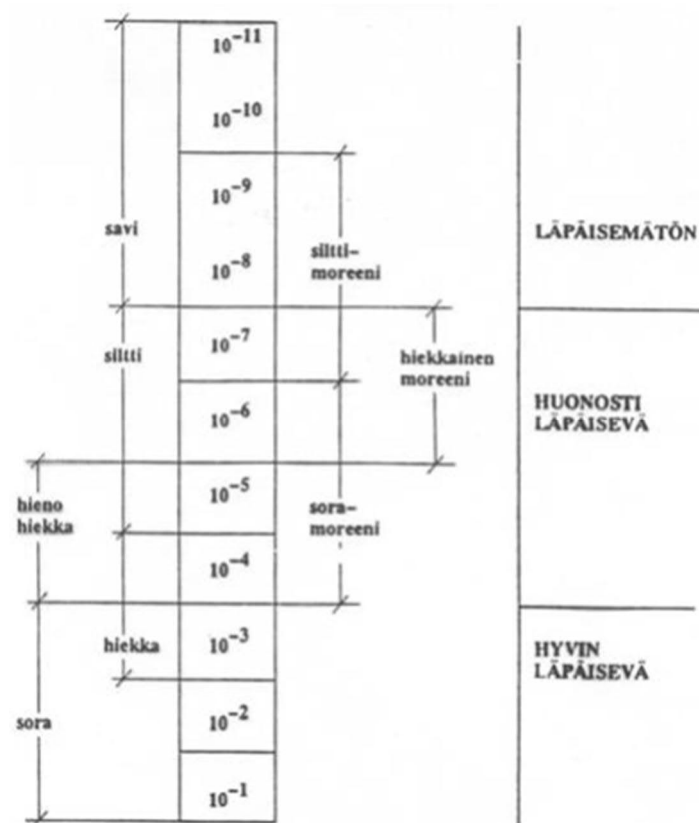 10⁻¹¹
10⁻¹⁰
10⁻⁹
savi
LÄPÄISEMÄTÖN
siltti–
moreeni
10⁻⁸
10⁻⁷
siltti
hiekkainen
moreeni
10⁻⁶
HUONOSTI
LÄPÄISEVÄ
10⁻⁵
hieno
hiekka
sora–
moreeni
10⁻⁴
10⁻³
hiekka
HYVIN
LÄPÄISEVÄ
10⁻²
sora
10⁻¹